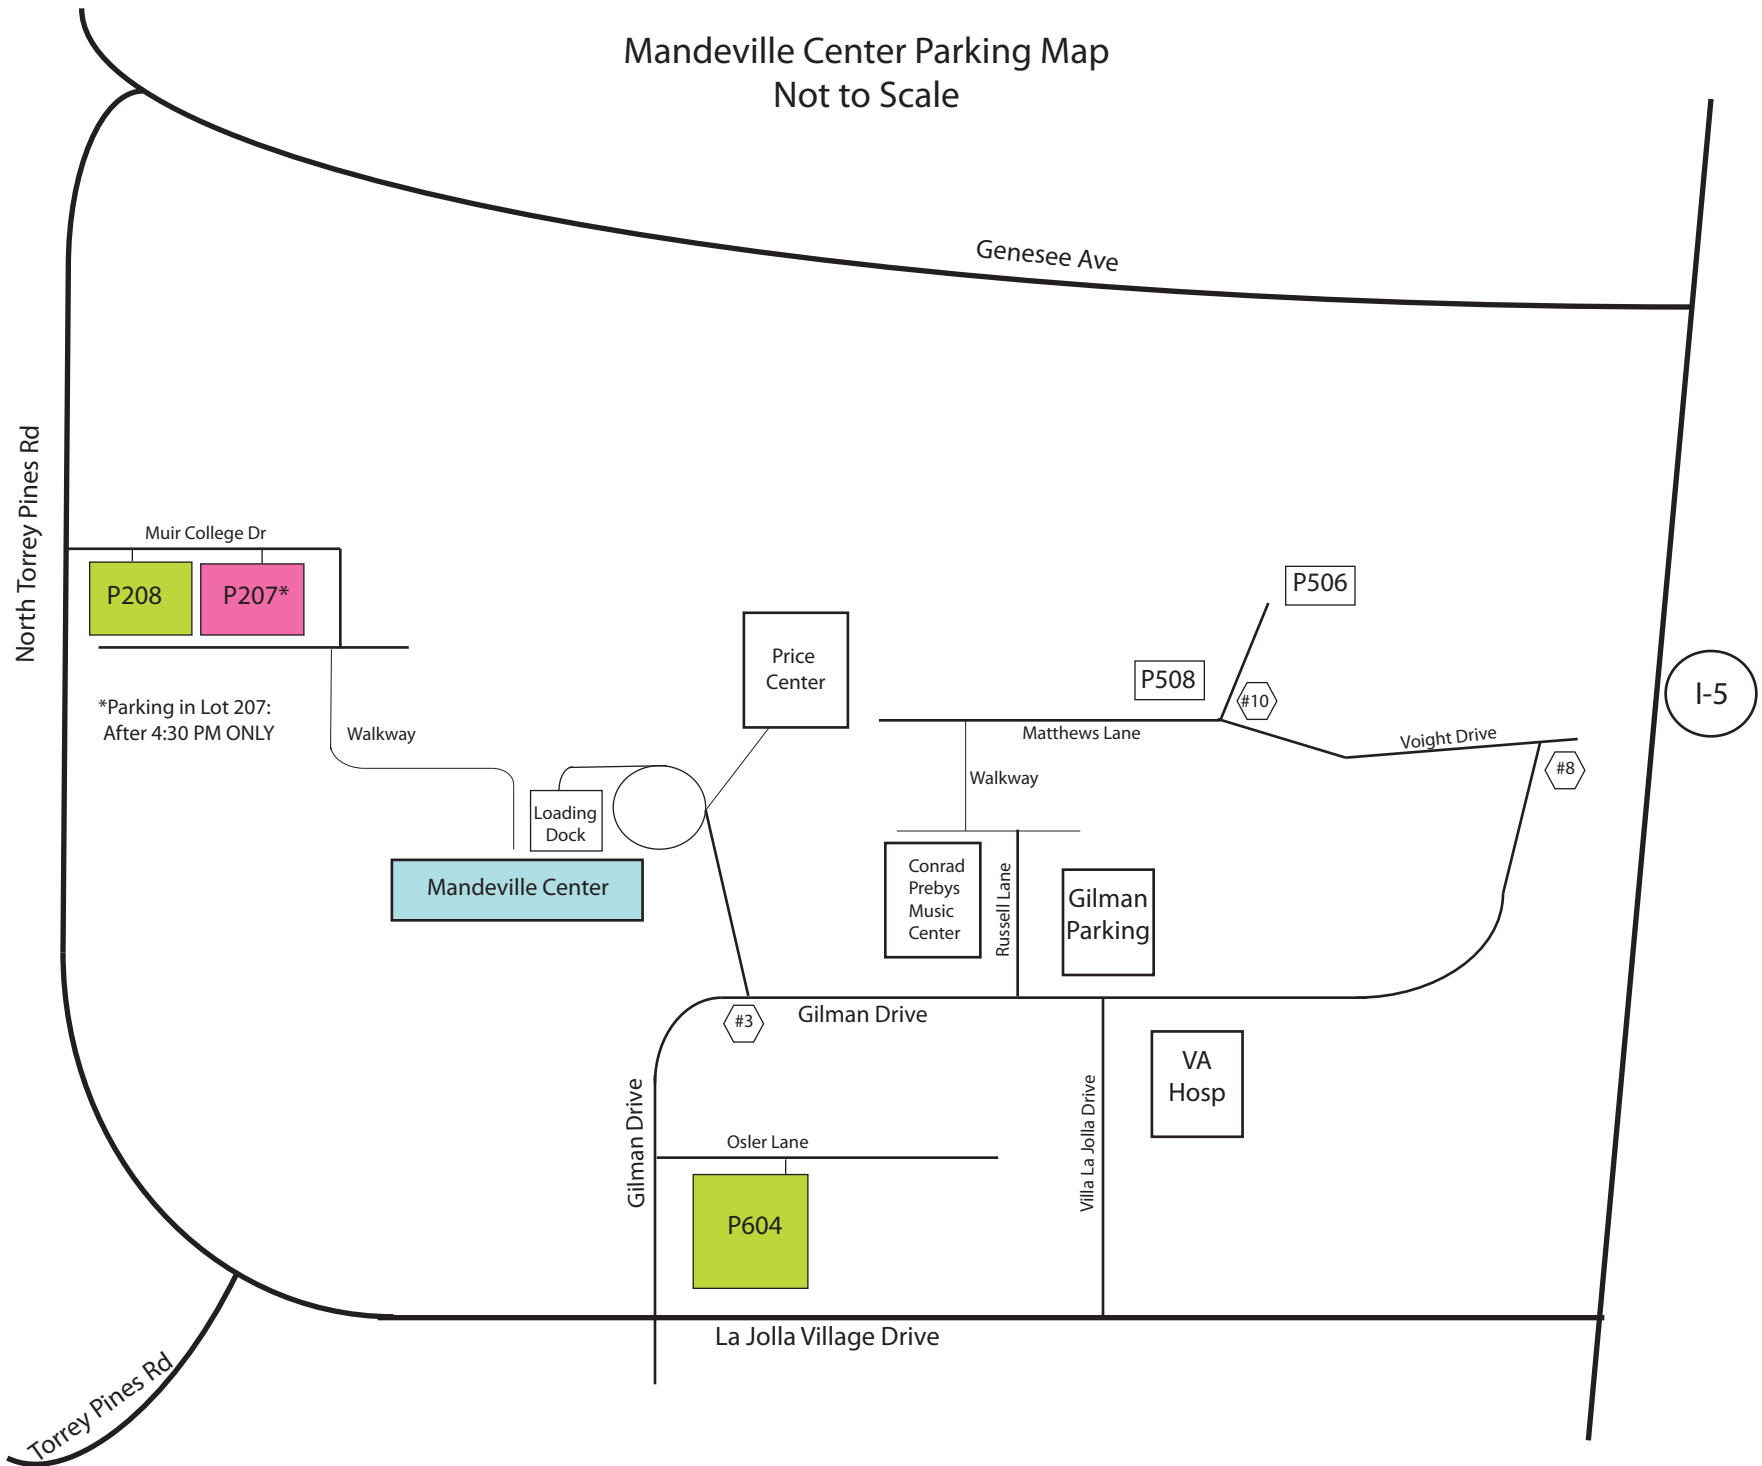 Mandeville Center Parking Map
Not to Scale
Genesee Ave
North Torrey Pines Rd
Muir College Dr
P208
P207*
*Parking in Lot 207:
After 4:30 PM ONLY
Walkway
Price
Center
P506
P508
#10
I-5
Matthews Lane
Voight Drive
#8
Walkway
Loading
Dock
Mandeville Center
Conrad
Prebys
Music
Center
Russell Lane
Gilman
Parking
#3
Gilman Drive
VA
Hosp
Gilman Drive
Villa La Jolla Drive
Osler Lane
P604
La Jolla Village Drive
Torrey Pines Rd